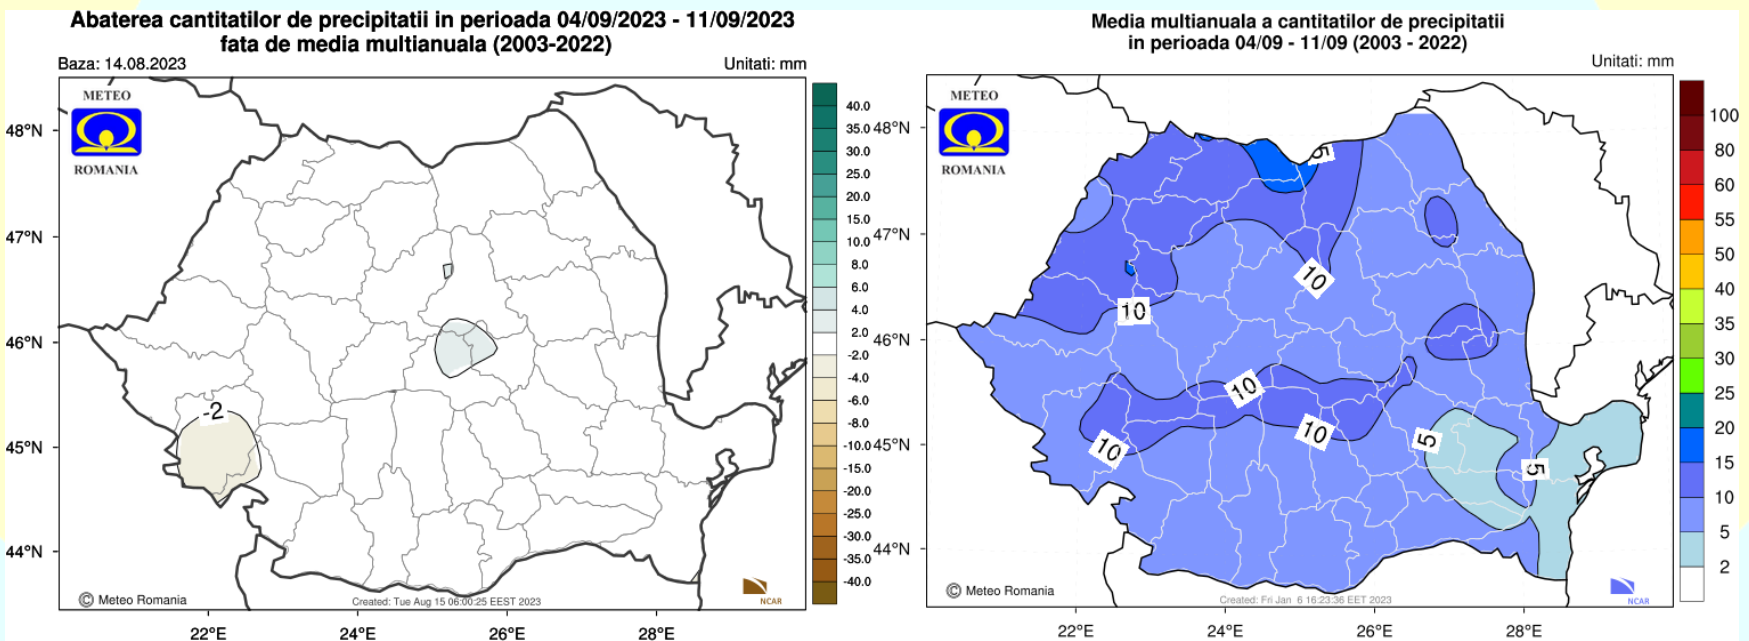 Abaterea cantitatilor de precipitatii in perioada 04/09/2023 - 11/09/2023
fata de media multianuala (2003-2022)
Baza: 14.08.2023
Unitati: mm
METEO
ROMANIA
48°N
47°N
46°N
45°N
44°N
-2
40.0
35.0
30.0
25.0
20.0
15.0
10.0
8.0
6.0
4.0
2.0
-2.0
-4.0
-6.0
-8.0
-10.0
-15.0
-20.0
-25.0
-30.0
-35.0
-40.0
© Meteo Romania
Created: Tue Aug 15 06:00:25 EEST 2023
NCAR
22°E
24°E
26°E
28°E
Media multianuala a cantitatilor de precipitatii
in perioada 04/09 - 11/09 (2003 - 2022)
Unitati: mm
METEO
ROMANIA
48°N
47°N
46°N
45°N
44°N
10
10
10
10
10
5
5
100
80
60
55
50
40
35
30
25
20
15
10
5
2
© Meteo Romania
Created: Fri Jan 6 16:23:36 EET 2023
NCAR
22°E
24°E
26°E
28°E